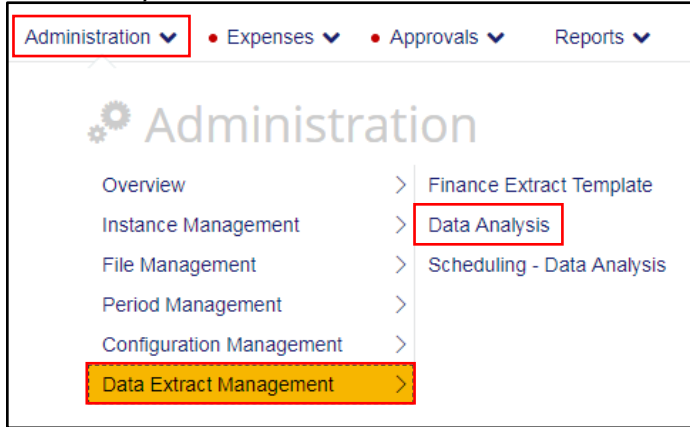 Administration • Expenses • Approvals Reports
Administration
Overview
Finance Extract Template
Instance Management
Data Analysis
File Management
Scheduling - Data Analysis
Period Management
Configuration Management
Data Extract Management